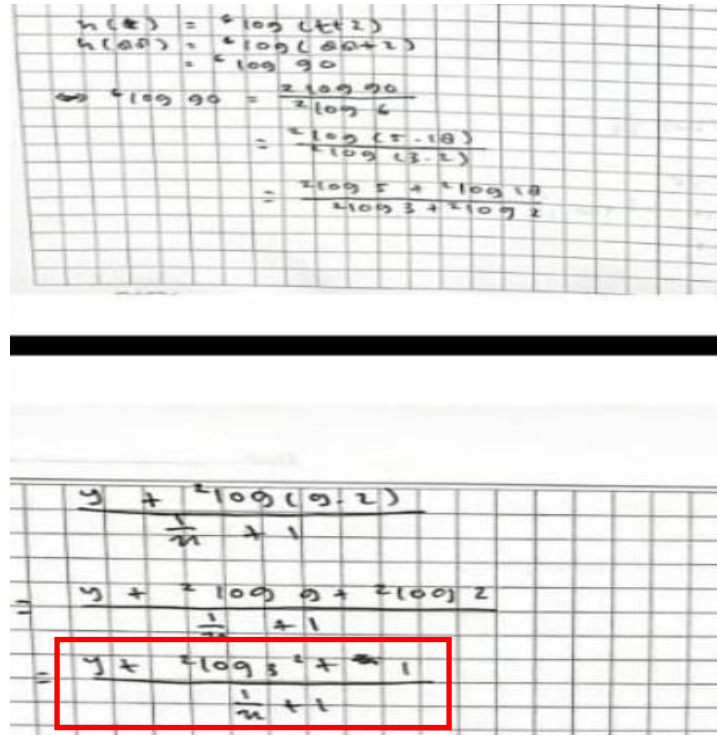 h(t) = ⁶log (t+2)
h(88) = ⁶log (88+2)
= ⁶log 90
⇔ ⁶log 90 = ²log 90 / ²log 6
= ²log (5.18) / ²log (3.2)
= ²log 5 + ²log 18 / ²log 3 + ²log 2
y + ²log (9.2) / 1/x + 1
= y + ²log 9 + ²log 2 / 1/x + 1
= y + ²log 3² + 1 / 1/x + 1